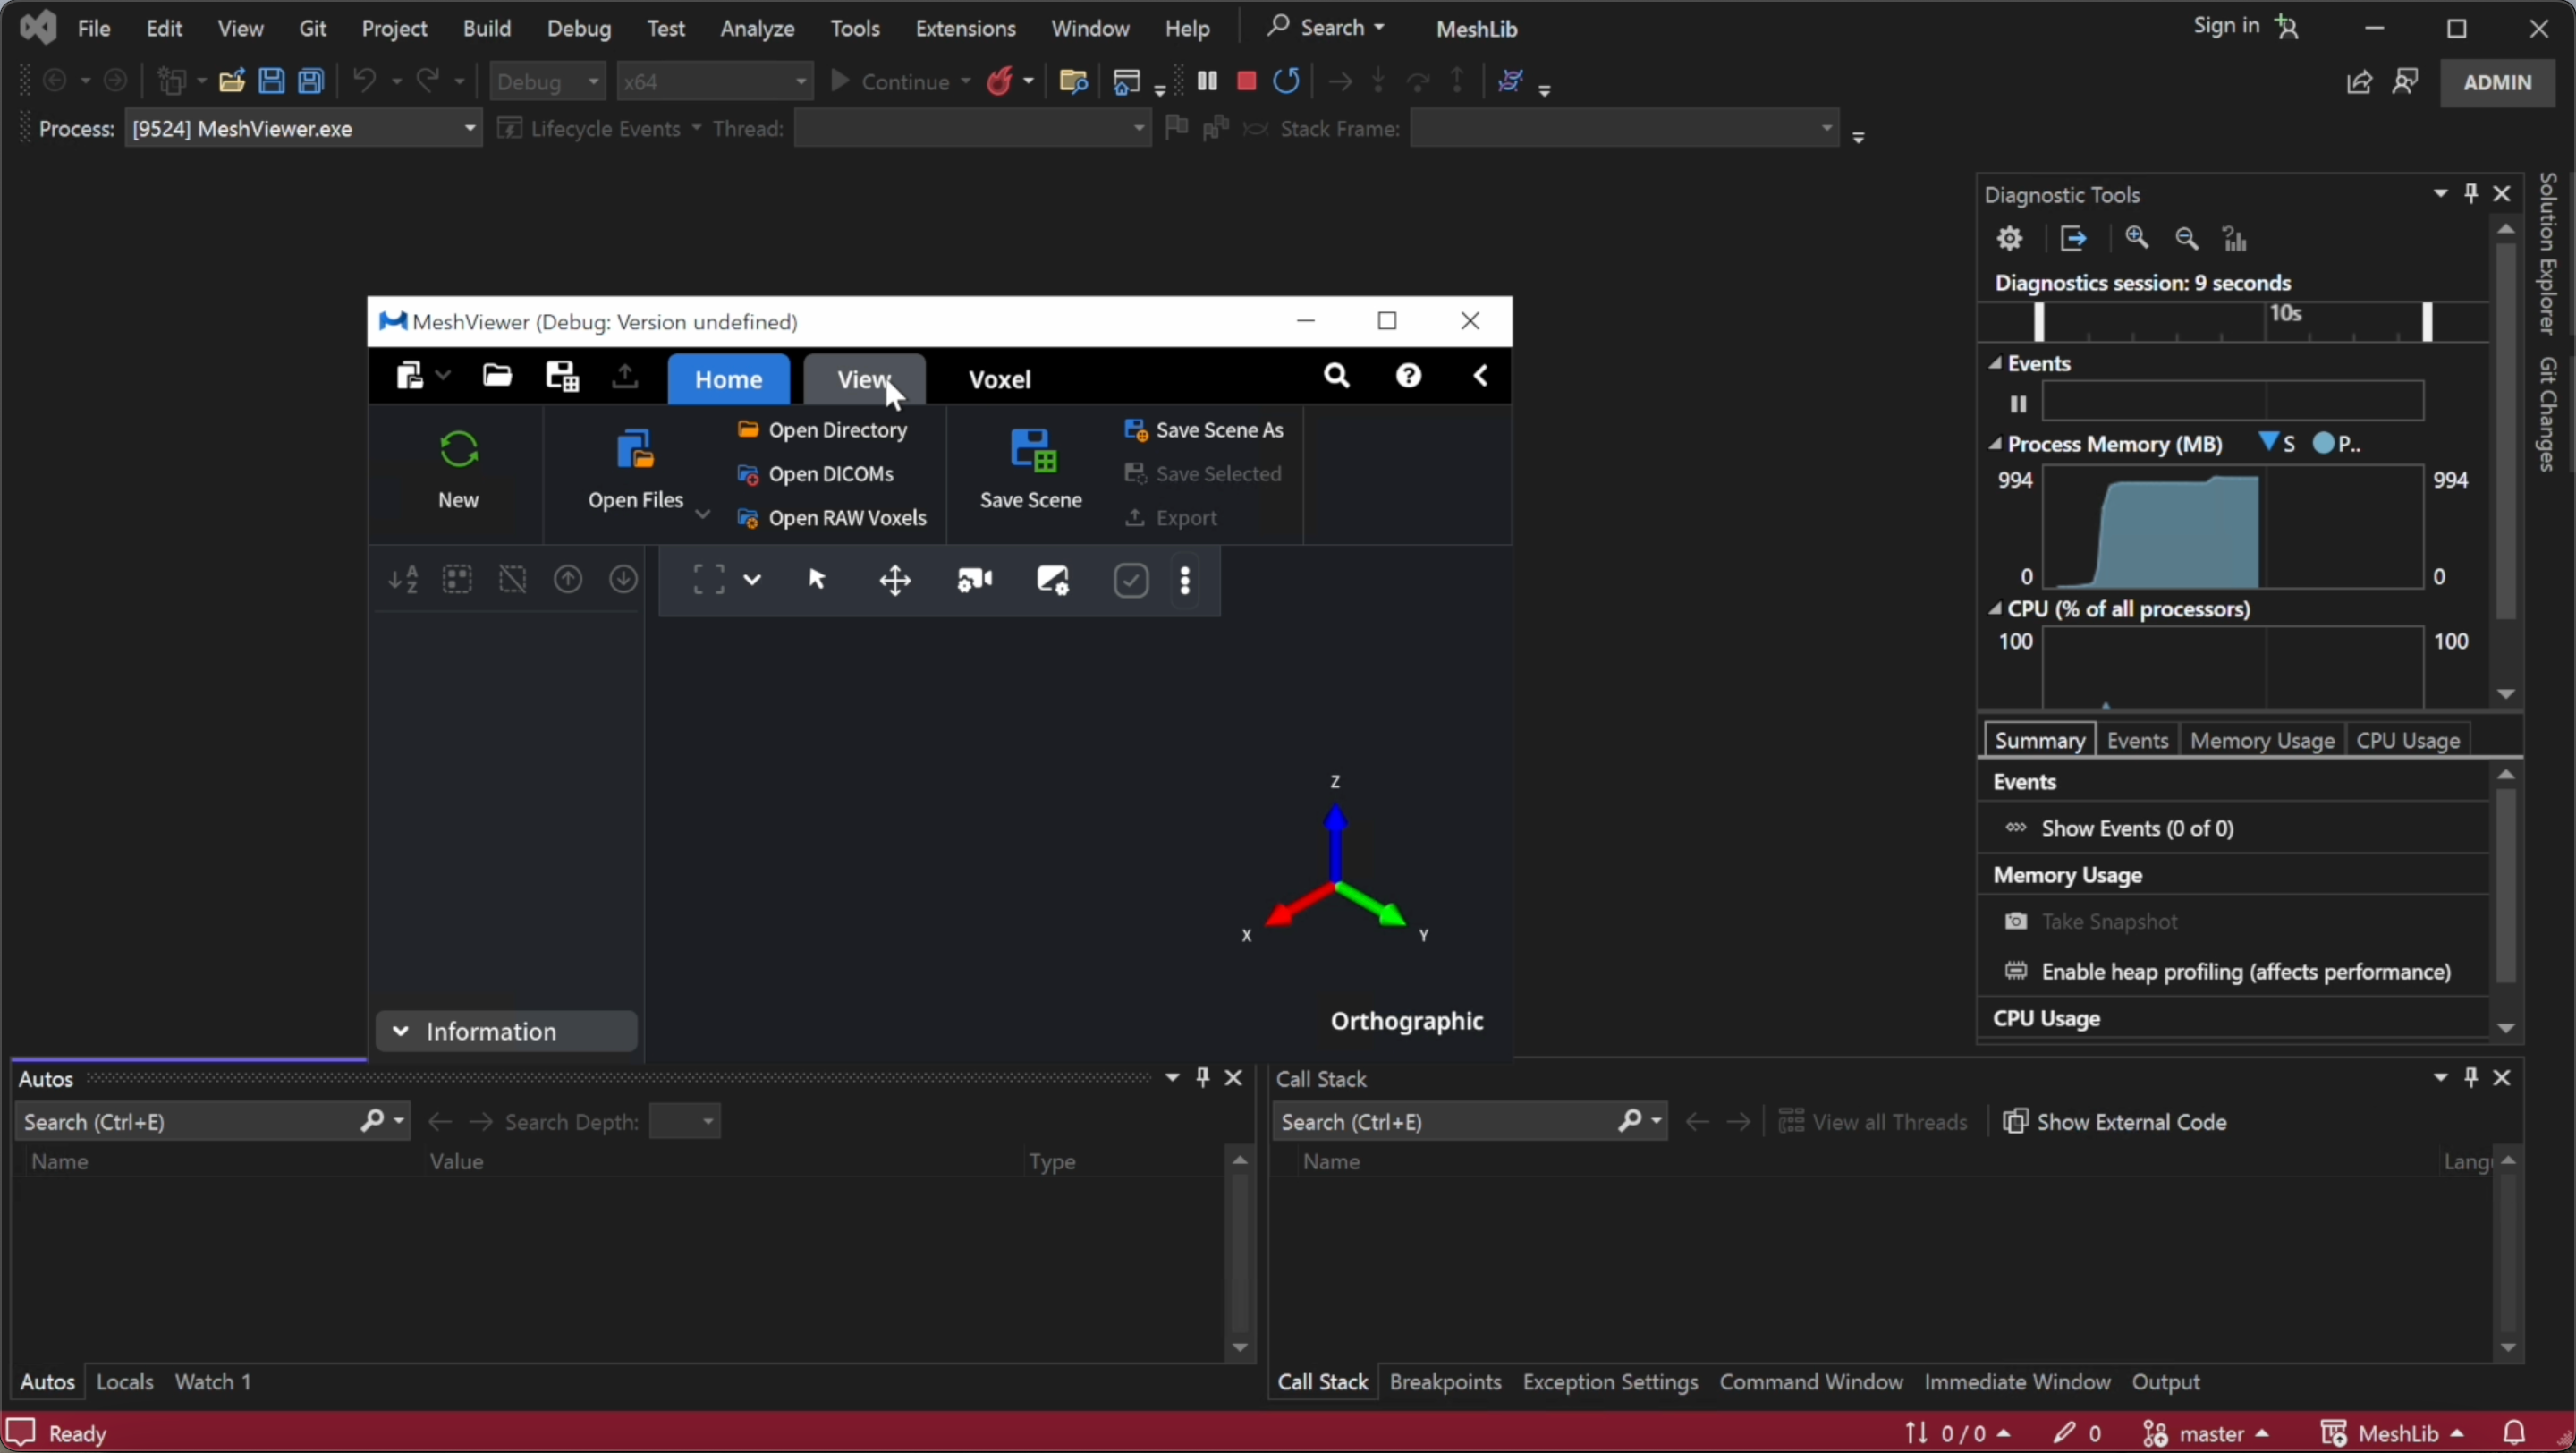 File Edit View Git Project Build Debug Test Analyze Tools Extensions Window Help Search MeshLib Sign in
Debug x64 Continue ADMIN
Process: [9524] MeshViewer.exe Lifecycle Events Thread: Stack Frame:
Solution Explorer
Git Changes
MeshViewer (Debug: Version undefined)
Home View Voxel
New
Open Files
Open Directory
Open DICOMs
Open RAW Voxels
Save Scene
Save Scene As
Save Selected
Export
A
Z
Z
X
Y
Information
Orthographic
Diagnostic Tools
Diagnostics session: 9 seconds
10s
Events
Process Memory (MB) S P..
994 994
0 0
CPU (% of all processors)
100 100
Summary Events Memory Usage CPU Usage
Events
Show Events (0 of 0)
Memory Usage
Take Snapshot
Enable heap profiling (affects performance)
CPU Usage
Autos
Search (Ctrl+E) Search Depth:
Name Value Type
Autos Locals Watch 1
Call Stack
Search (Ctrl+E) View all Threads Show External Code
Name Langu
Call Stack Breakpoints Exception Settings Command Window Immediate Window Output
Ready 0 / 0 0 master MeshLib